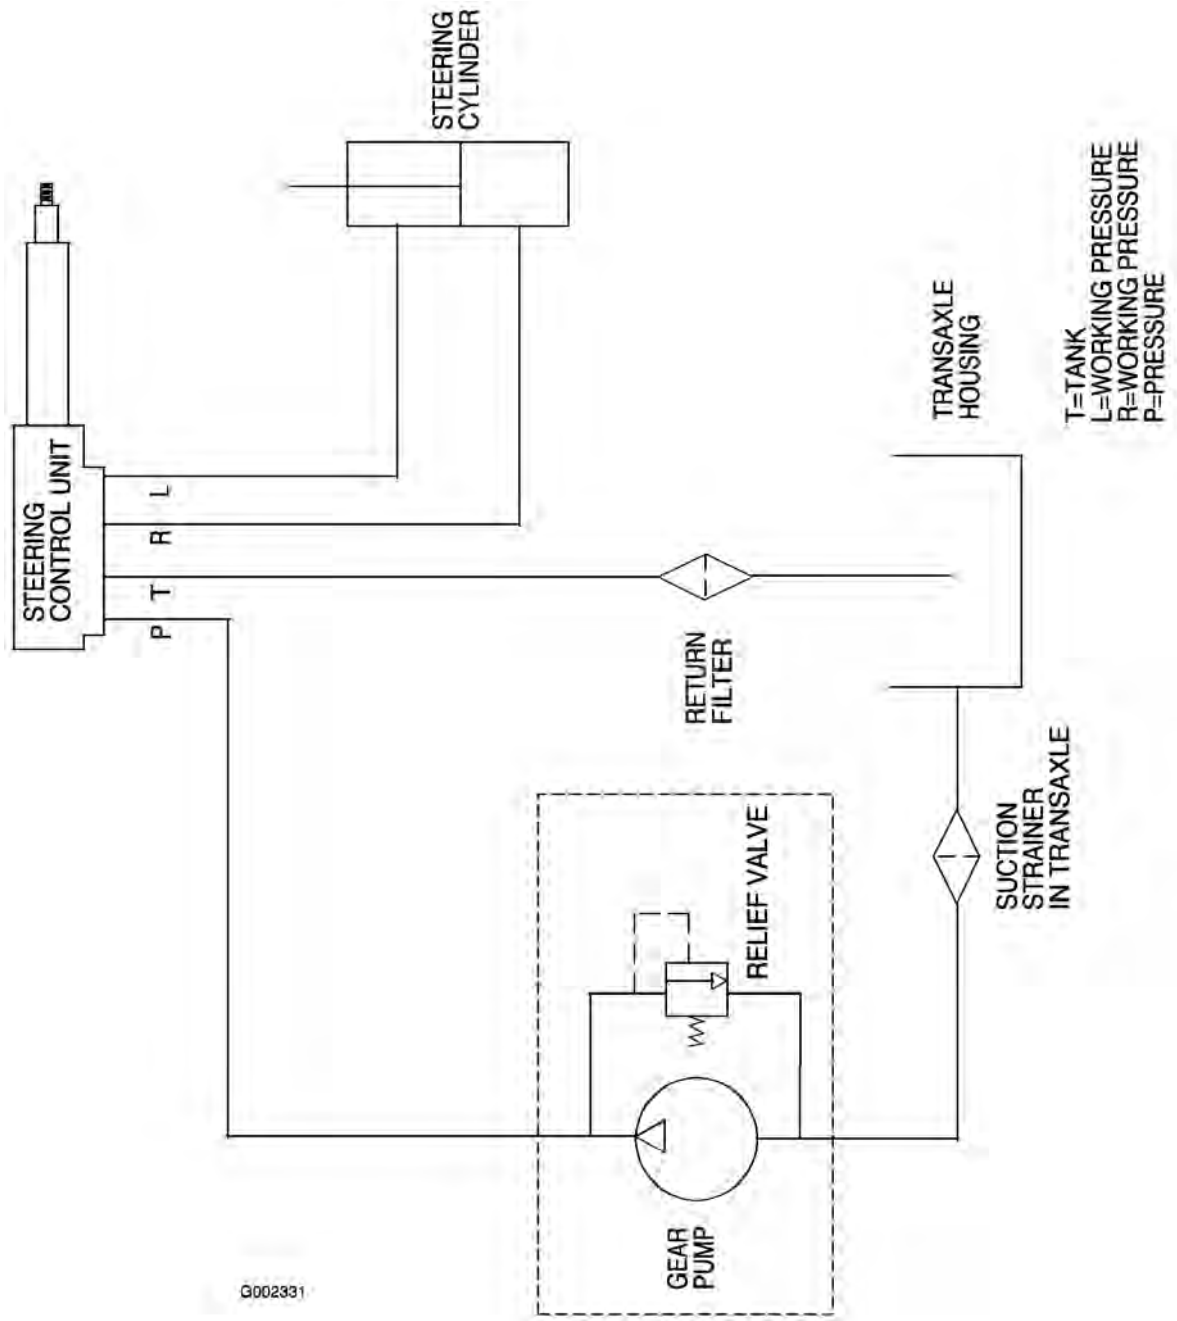 STEERING
CONTROL UNIT
P T R L
STEERING
CYLINDER
RETURN
FILTER
TRANSAXLE
HOUSING
SUCTION
STRAINER
IN TRANSAXLE
RELIEF VALVE
GEAR
PUMP
T=TANK
L=WORKING PRESSURE
R=WORKING PRESSURE
P=PRESSURE
G002331